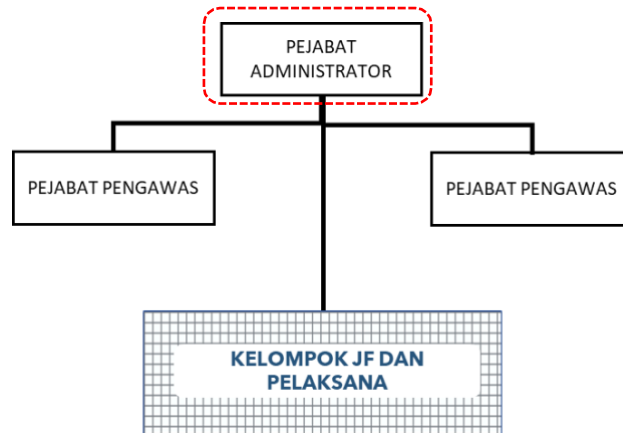 PEJABAT
ADMINISTRATOR
PEJABAT PENGAWAS
PEJABAT PENGAWAS
KELOMPOK JF DAN
PELAKSANA